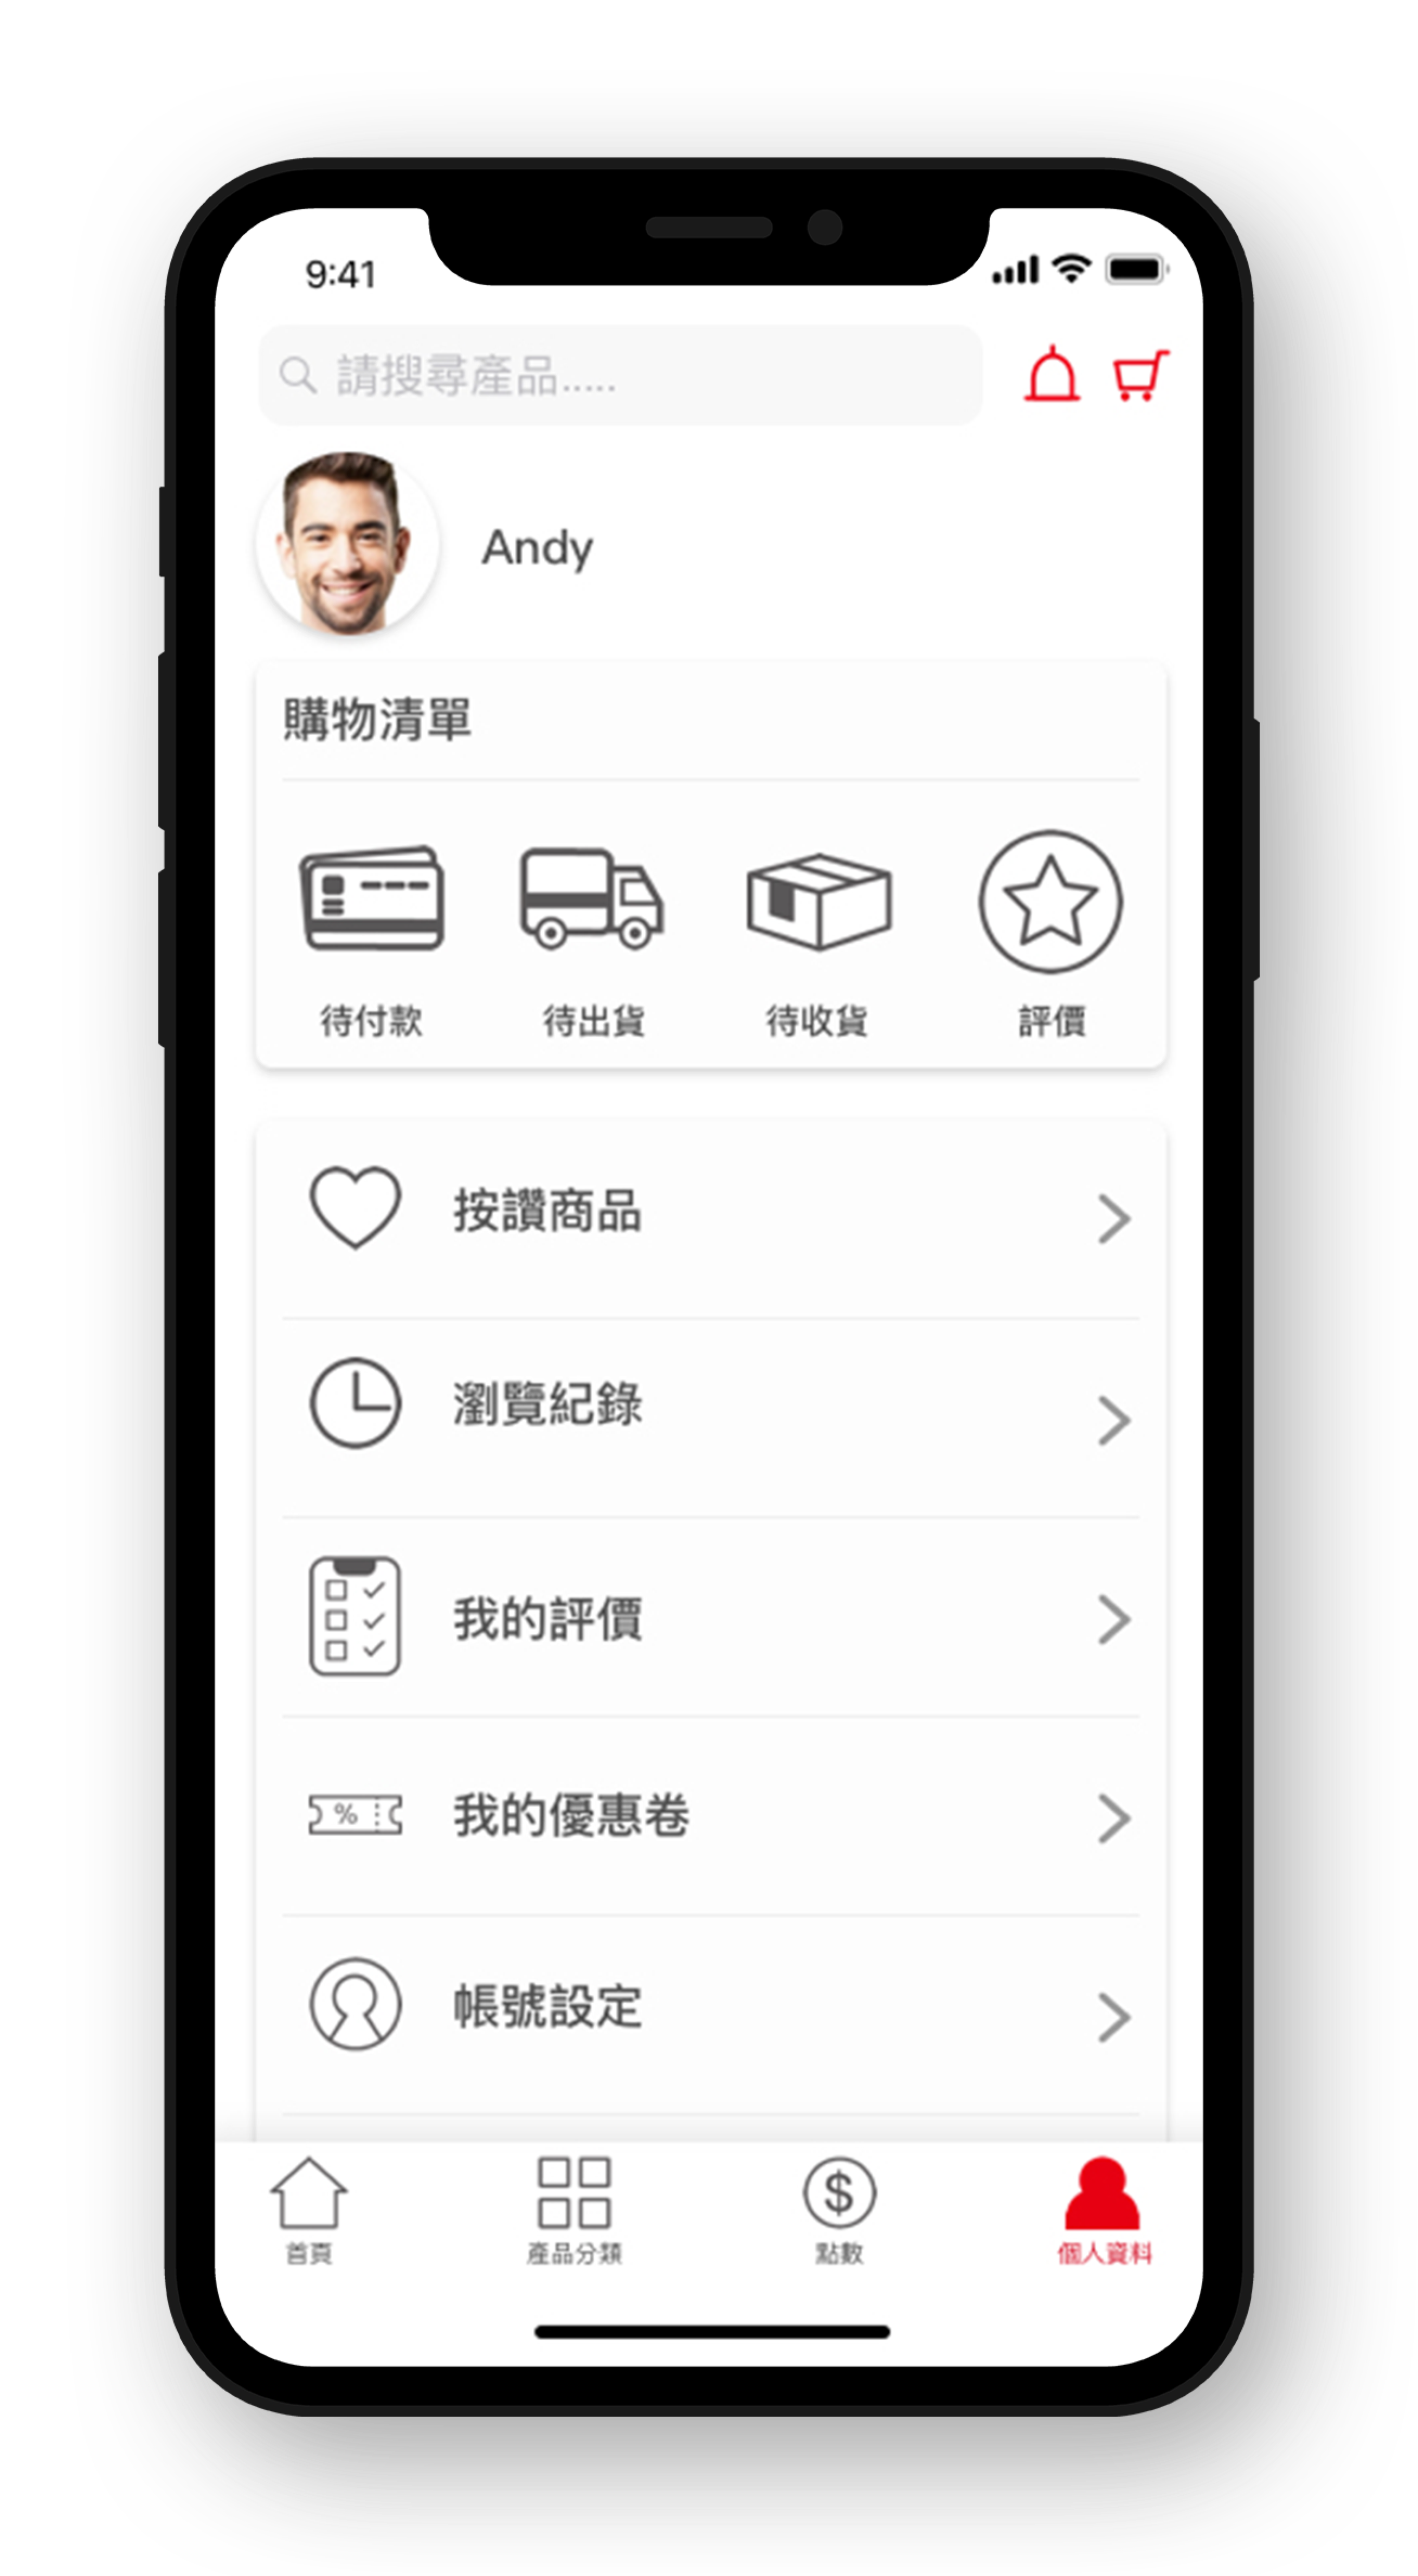 9:41
請搜尋產品.....
Andy
購物清單
待付款 待出貨 待收貨 評價
按讚商品
瀏覽紀錄
我的評價
%
我的優惠卷
帳號設定
$
首頁 產品分類 點數 個人資料